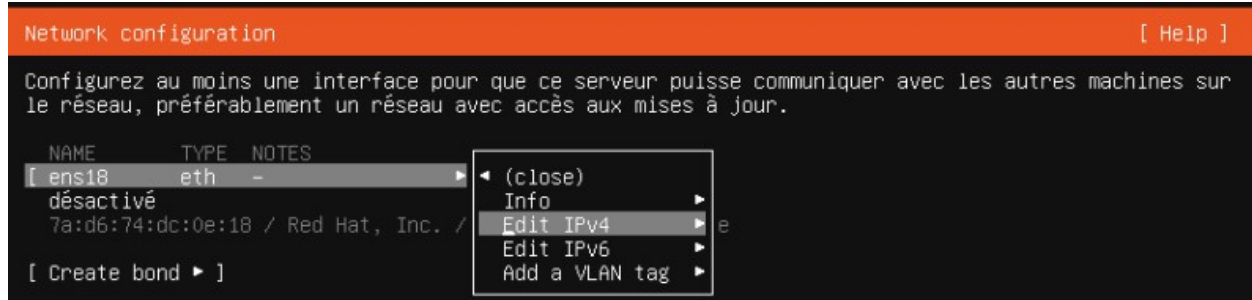 Network configuration [ Help ]
Configurez au moins une interface pour que ce serveur puisse communiquer avec les autres machines sur
le réseau, préférablement un réseau avec accès aux mises à jour.
NAME TYPE NOTES
[ ens18 eth - ▸ ◂ (close)
désactivé Info ▸
7a:d6:74:dc:0e:18 / Red Hat, Inc. / Edit IPv4 ▸ e
Edit IPv6 ▸
[ Create bond ▸ ] Add a VLAN tag ▸